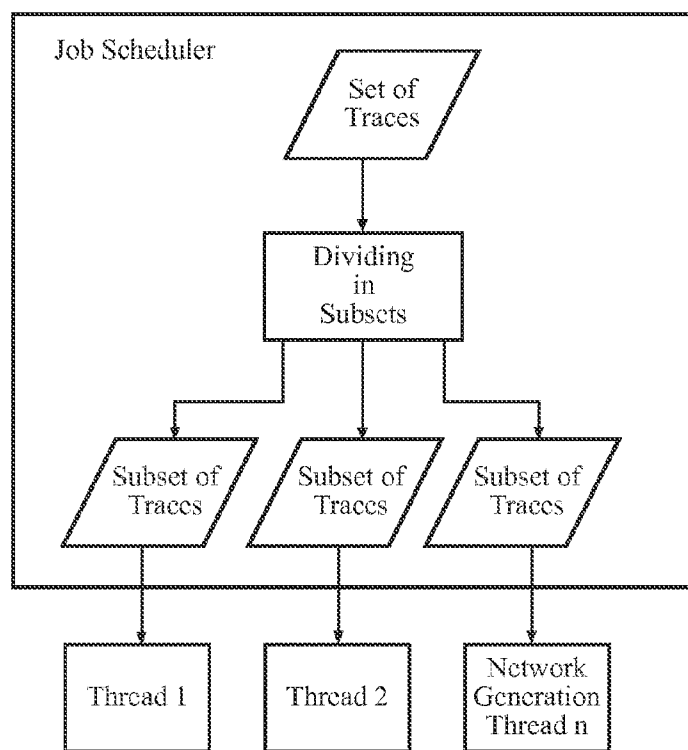 Job Scheduler
Set of
Traces
Dividing
in
Subsets
Subset of
Traces
Subset of
Traces
Subset of
Traces
Thread 1
Thread 2
Network
Generation
Thread n